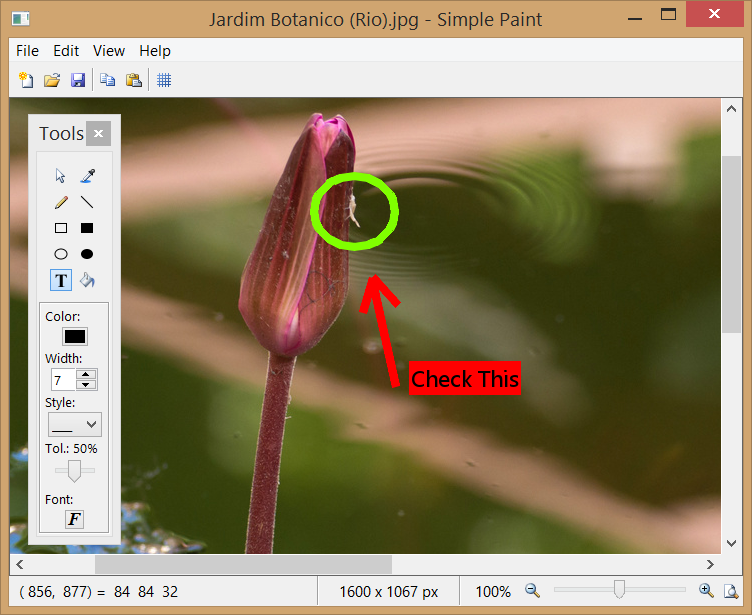 Jardim Botanico (Rio).jpg - Simple Paint
File Edit View Help
Tools
T
Color:
Width:
7
Style:
Tol.: 50%
Font:
F
Check This
( 856, 877) = 84 84 32
1600 x 1067 px
100%